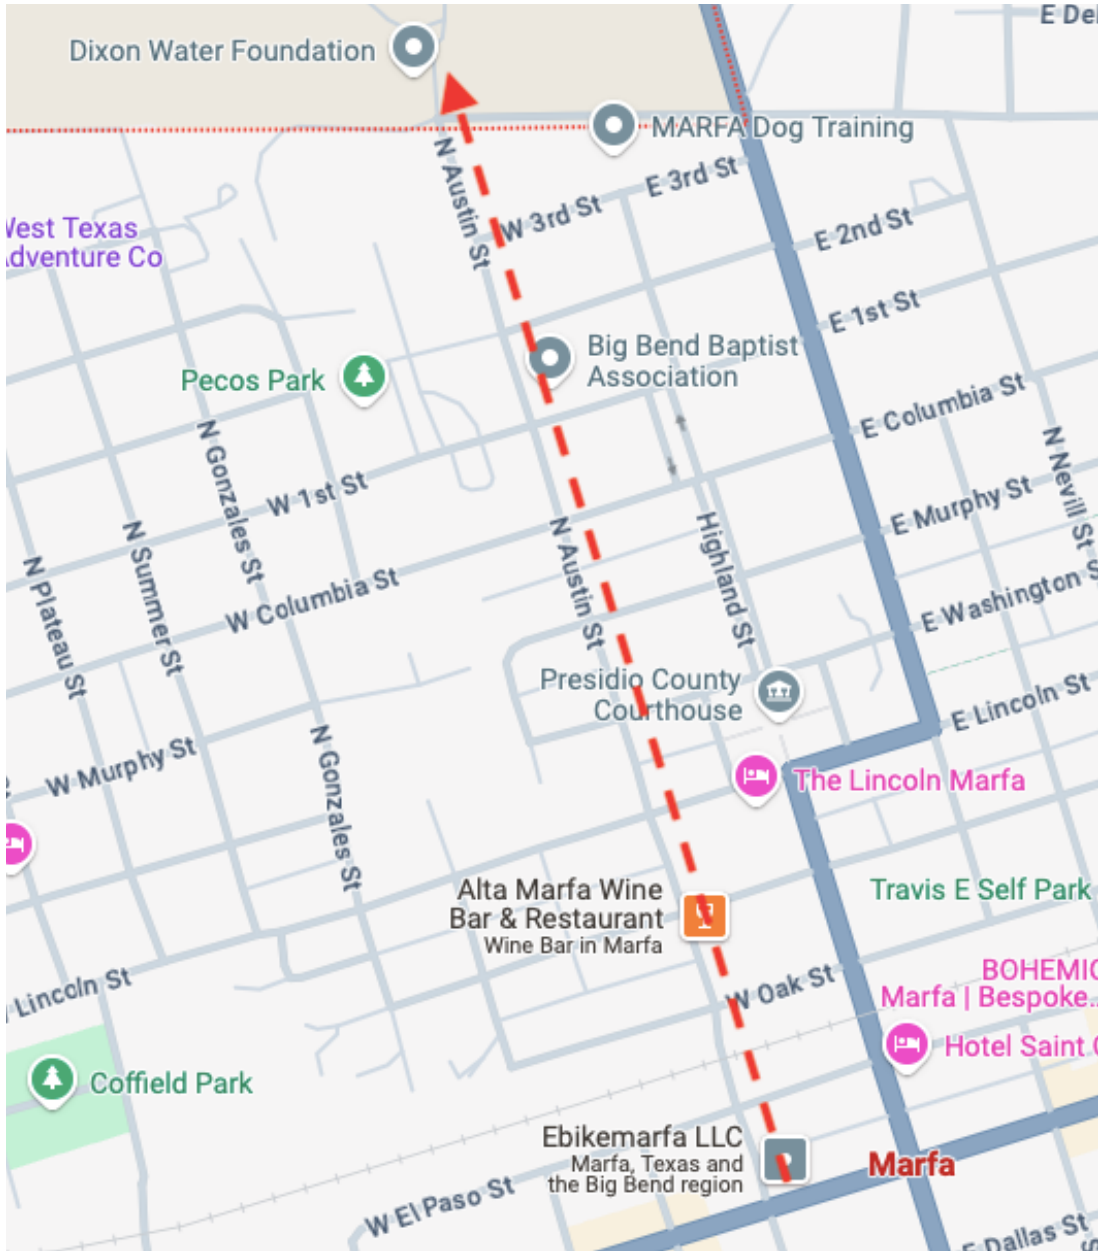 E De
Dixon Water Foundation
MARFA Dog Training
N Austin St
E 3rd St
W 3rd St
E 2nd St
West Texas
Adventure Co
E 1st St
Big Bend Baptist
Association
Pecos Park
E Columbia St
N Gonzales St
W 1st St
N Nevill St
E Murphy St
N Summer St
N Austin St
Highland St
N Plateau St
W Columbia St
E Washington S
Presidio County
Courthouse
E Lincoln St
W Murphy St
N Gonzales St
The Lincoln Marfa
Alta Marfa Wine
Bar & Restaurant
Wine Bar in Marfa
Travis E Self Park
Lincoln St
W Oak St
BOHEMIC
Marfa | Bespoke...
Hotel Saint
Coffield Park
Ebikemarfa LLC
Marfa, Texas and
the Big Bend region
Marfa
W El Paso St
E Dallas St